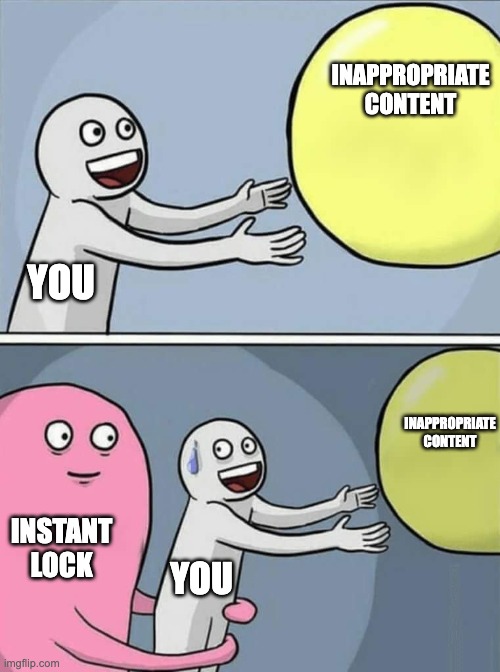 INAPPROPRIATE
CONTENT
YOU
INAPPROPRIATE
CONTENT
INSTANT
LOCK
YOU
imgflip.com